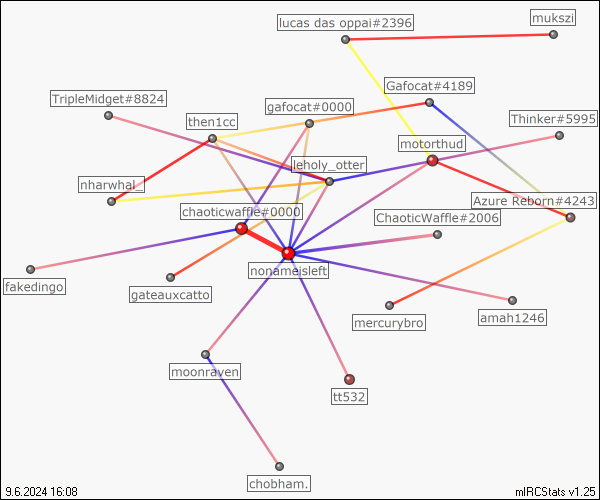 lucas das oppai#2396
mukszi
Gafocat#4189
TripleMidget#8824
gafocat#0000
then1cc
Thinker#5995
motorthud
leholy_otter
nharwhal_
Azure Reborn#4243
chaoticwaffle#0000
ChaoticWaffle#2006
nonameisleft
fakedingo
gateauxcatto
mercurybro
amah1246
moonraven
tt532
chobham.
9.6.2024 16:08
mIRCStats v1.25